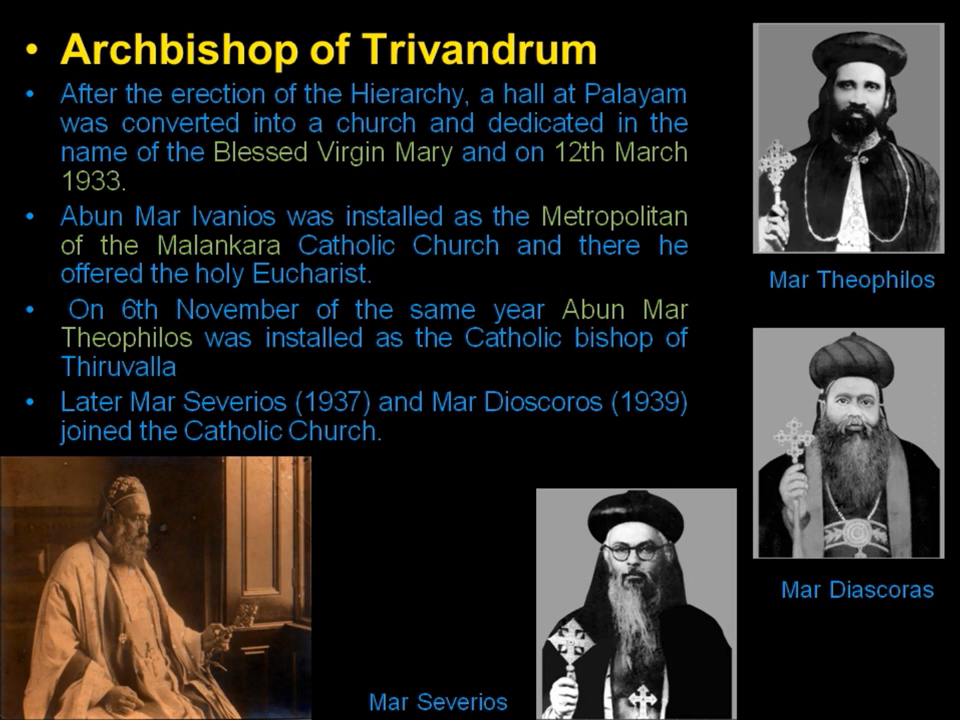 • Archbishop of Trivandrum
• After the erection of the Hierarchy, a hall at Palayam
was converted into a church and dedicated in the
name of the Blessed Virgin Mary and on 12th March
1933.
• Abun Mar Ivanios was installed as the Metropolitan
of the Malankara Catholic Church and there he
offered the holy Eucharist.
• On 6th November of the same year Abun Mar
Theophilos was installed as the Catholic bishop of
Thiruvalla
• Later Mar Severios (1937) and Mar Dioscoros (1939)
joined the Catholic Church.
Mar Theophilos
Mar Diascoras
Mar Severios